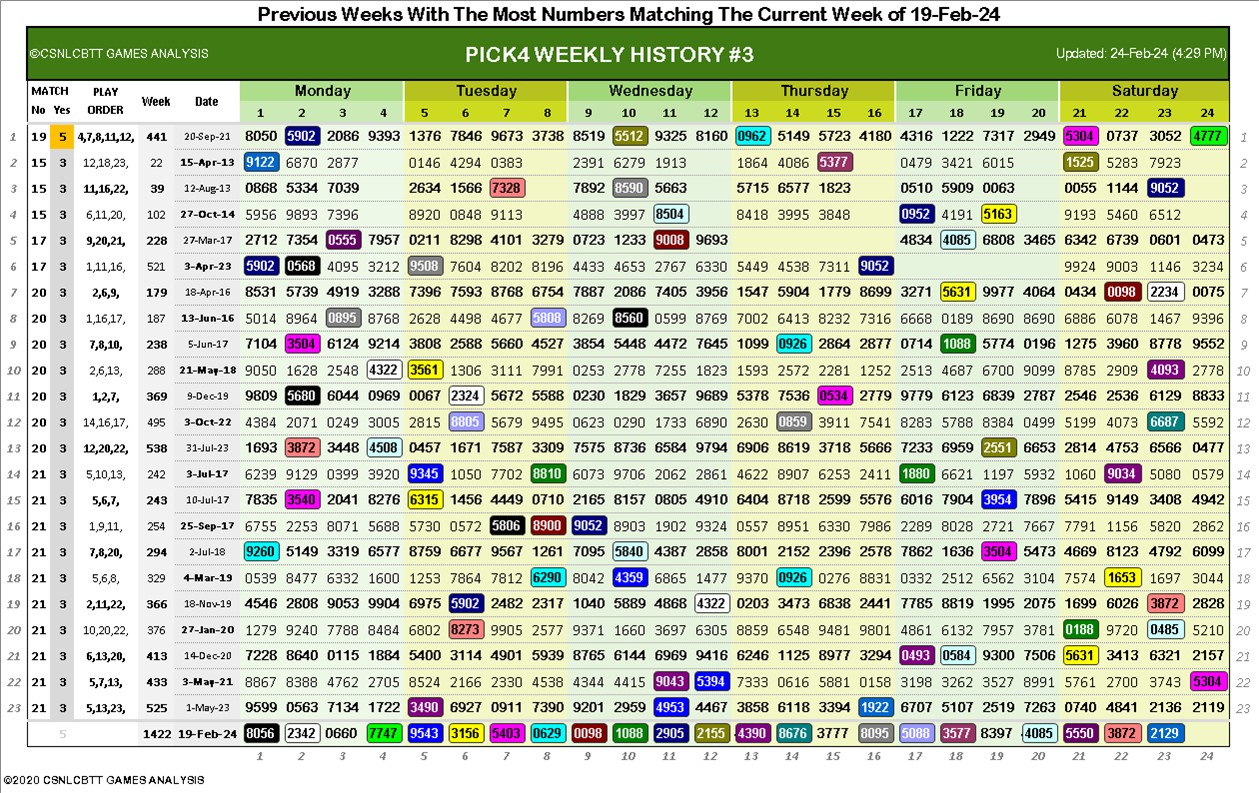 Previous Weeks With The Most Numbers Matching The Current Week of 19-Feb-24
©CSNLCBTT GAMES ANALYSIS PICK4 WEEKLY HISTORY #3 Updated: 24-Feb-24 (4:29 PM)
MATCH PLAY Week Date Monday Tuesday Wednesday Thursday Friday Saturday
No Yes ORDER 1 2 3 4 5 6 7 8 9 10 11 12 13 14 15 16 17 18 19 20 21 22 23 24
1 19 5 4,7,8,11,12, 441 20-Sep-21 8050 5902 2086 9393 1376 7846 9673 3738 8519 5512 9325 8160 0962 5149 5723 4180 4316 1222 7317 2949 5304 0737 3052 4777 1
2 15 3 12,18,23, 22 15-Apr-13 9122 6870 2877 0146 4294 0383 2391 6279 1913 1864 4086 5377 0479 3421 6015 1525 5283 7923 2
3 15 3 11,16,22, 39 12-Aug-13 0868 5334 7039 2634 1566 7328 7892 8590 5663 5715 6577 1823 0510 5909 0063 0055 1144 9052 3
4 15 3 6,11,20, 102 27-Oct-14 5956 9893 7396 8920 0848 9113 4888 3997 8504 8418 3995 3848 0952 4191 5163 9193 5460 6512 4
5 17 3 9,20,21, 228 27-Mar-17 2712 7354 0555 7957 0211 8298 4101 3279 0723 1233 9008 9693 4834 4085 6808 3465 6342 6739 0601 0473 5
6 17 3 1,11,16, 521 3-Apr-23 5902 0568 4095 3212 9508 7604 8202 8196 4433 4653 2767 6330 5449 4538 7311 9052 9924 9003 1146 3234 6
7 20 3 2,6,9, 179 18-Apr-16 8531 5739 4919 3288 7396 7593 8768 6754 7887 2086 7405 3956 1547 5904 1779 8699 3271 5631 9977 4064 0434 0098 2234 0075 7
8 20 3 1,16,17, 187 13-Jun-16 5014 8964 0895 8768 2628 4498 4677 5808 8269 8560 0599 8769 7002 6413 8232 7316 6668 0189 8690 8690 6886 6078 1467 9396 8
9 20 3 7,8,10, 238 5-Jun-17 7104 3504 6124 9214 3808 2588 5660 4527 3854 5448 4472 7645 1099 0926 2864 2877 0714 1088 5774 0196 1275 3960 8778 9552 9
10 20 3 2,6,13, 288 21-May-18 9050 1628 2548 4322 3561 1306 3111 7991 0253 2778 7255 1823 1593 2572 2281 1252 2513 4687 6700 9099 8785 2909 4093 2778 10
11 20 3 1,2,7, 369 9-Dec-19 9809 5680 6044 0969 0067 2324 5672 5588 0230 1829 3657 9689 5378 7536 0534 2779 9779 6123 6839 2787 2546 2536 6129 8833 11
12 20 3 14,16,17, 495 3-Oct-22 4384 2071 0249 3005 2815 8805 5679 9495 0623 0290 1733 6890 2630 0859 3911 7541 8283 5788 8384 6653 5199 4073 6687 5592 12
13 20 3 12,20,22, 538 31-Jul-23 1693 3872 3448 4508 0457 1671 7587 3309 7575 8736 6584 9794 6906 8619 3718 5666 7233 6959 2551 0499 2814 4753 6566 0477 13
14 21 3 5,10,13, 242 3-Jul-17 6239 9129 0399 3920 9345 1050 7702 8810 6073 9706 2062 2861 4622 8907 6255 2411 1880 6621 1197 5932 1060 9034 5080 0579 14
15 21 3 5,6,7, 243 10-Jul-17 7835 3540 2041 8276 6315 1456 4449 0710 2165 8157 0805 4910 6404 8718 2599 5576 6016 7904 3954 7896 5415 9149 3408 4942 15
16 21 3 1,9,11, 254 25-Sep-17 6755 2253 8071 5688 5730 0572 5806 8900 9052 8903 1902 9324 0557 8951 6330 7986 2289 8028 2721 7667 7791 1156 5820 2862 16
17 21 3 7,8,20, 294 2-Jul-18 9260 5149 3319 6577 8759 6677 9567 1261 7095 5840 4387 2858 8001 2152 2396 2578 7862 1636 3504 5473 4669 8123 4792 6099 17
18 21 3 5,6,8, 329 4-Mar-19 0539 8477 6332 1600 1253 7864 7812 6290 8042 4359 6865 1477 9370 0926 0276 8831 0332 2512 6562 3104 7574 1653 1697 3044 18
19 21 3 2,11,22, 366 18-Nov-19 4546 2808 9053 9904 6975 5902 2482 2317 1040 5889 4868 4322 0203 3473 6838 2441 7785 8819 1995 2075 1699 6026 3872 2828 19
20 21 3 10,20,22, 376 27-Jan-20 1279 9240 7788 8484 6802 8273 9905 2577 9371 1660 3697 6305 8859 6548 9481 9801 4861 6132 7957 3781 0188 9720 0485 5210 20
21 21 3 6,13,20, 413 14-Dec-20 7228 8640 0115 1784 5400 3114 4901 5939 8765 6144 6969 9416 6246 1125 8977 3294 0493 0584 9300 7506 5631 3413 6321 2157 21
22 21 3 5,7,13, 433 3-May-21 8867 8388 4762 2705 8524 2166 7330 4538 4344 4415 9043 5394 7333 0616 5881 0158 3198 3262 3527 8991 5761 2700 3743 5304 22
23 21 3 5,13,23, 525 1-May-23 9599 0563 7134 1722 3490 6927 0911 7390 9201 2959 4953 4467 3858 6118 3394 1922 6707 5107 2519 7263 0740 4841 2136 2119 23
5 1422 19-Feb-24 8056 2342 0660 7747 9543 3156 5403 0629 0098 1088 2905 2155 4390 8676 3777 8095 5088 3577 8397 4085 5550 3872 2129
1 2 3 4 5 6 7 8 9 10 11 12 13 14 15 16 17 18 19 20 21 22 23 24
©2020 CSNLCBTT GAMES ANALYSIS